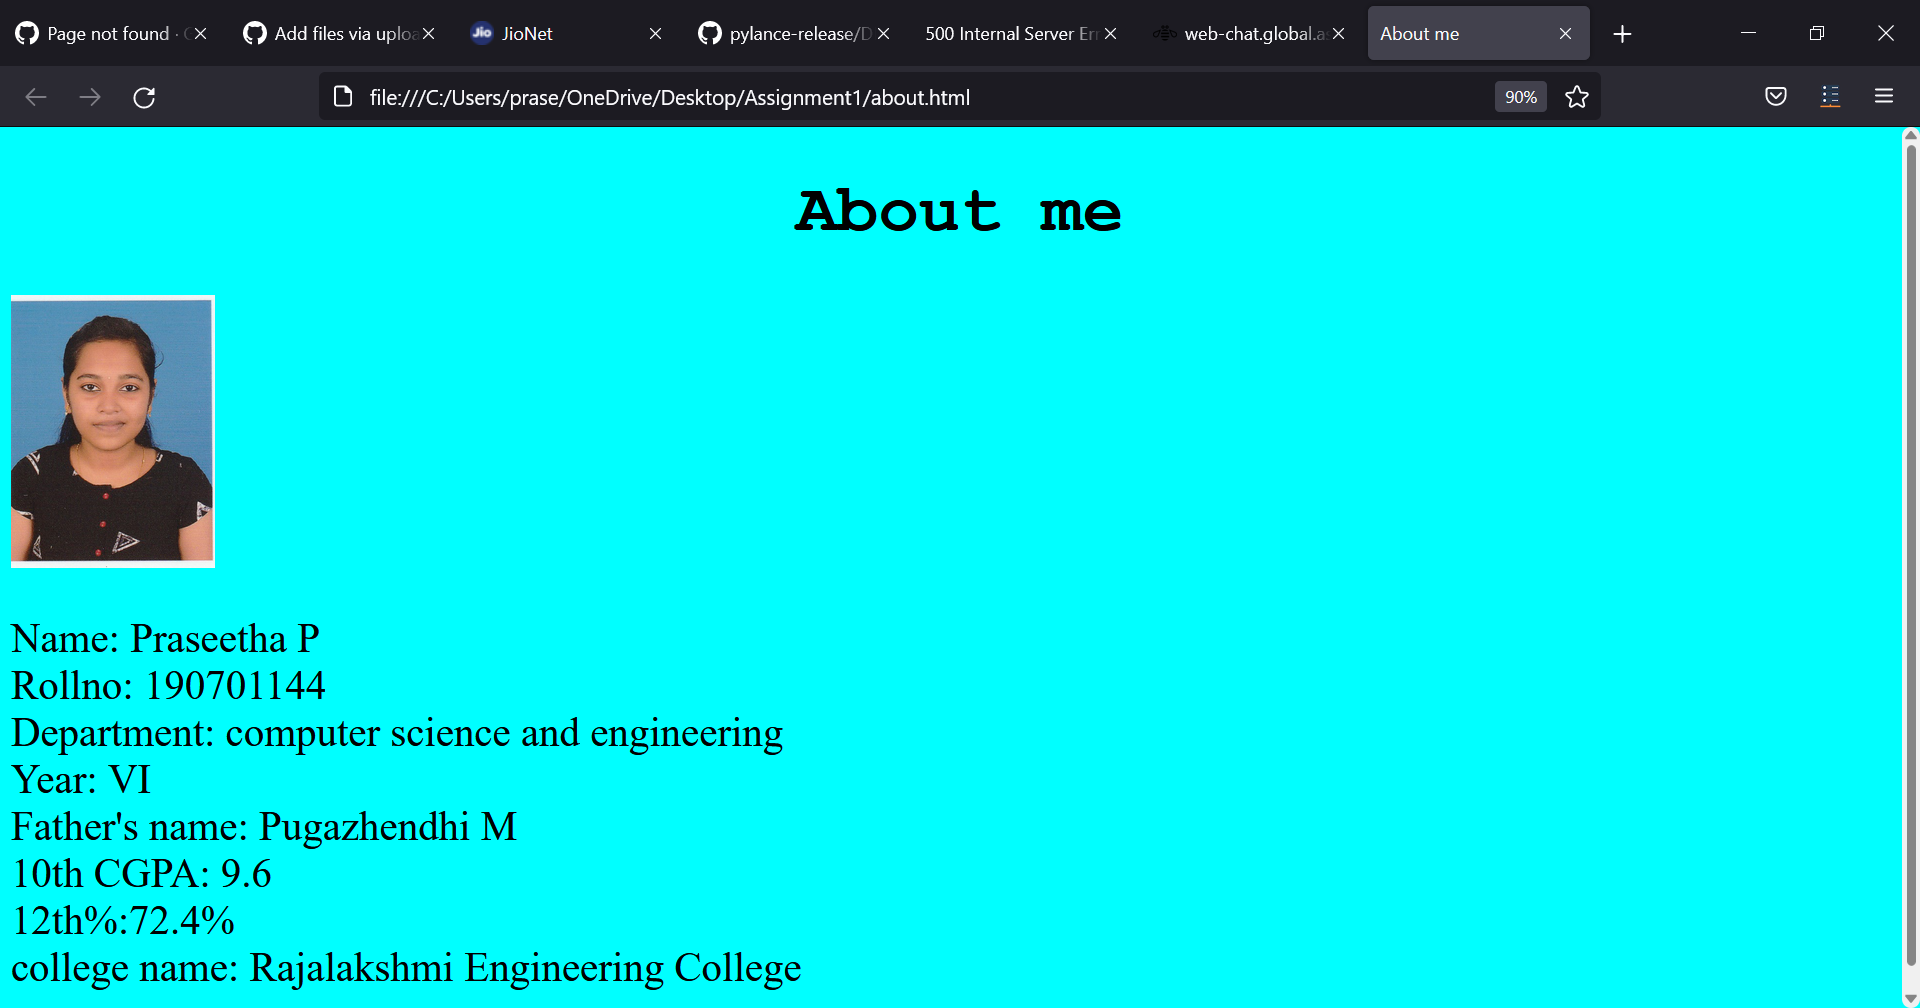 Page not found ·
Add files via uploa
Jio JioNet
pylance-release/D
500 Internal Server Err
web-chat.global.as
About me
file:///C:/Users/prase/OneDrive/Desktop/Assignment1/about.html
90%
About me
Name: Praseetha P
Rollno: 190701144
Department: computer science and engineering
Year: VI
Father's name: Pugazhendhi M
10th CGPA: 9.6
12th%:72.4%
college name: Rajalakshmi Engineering College